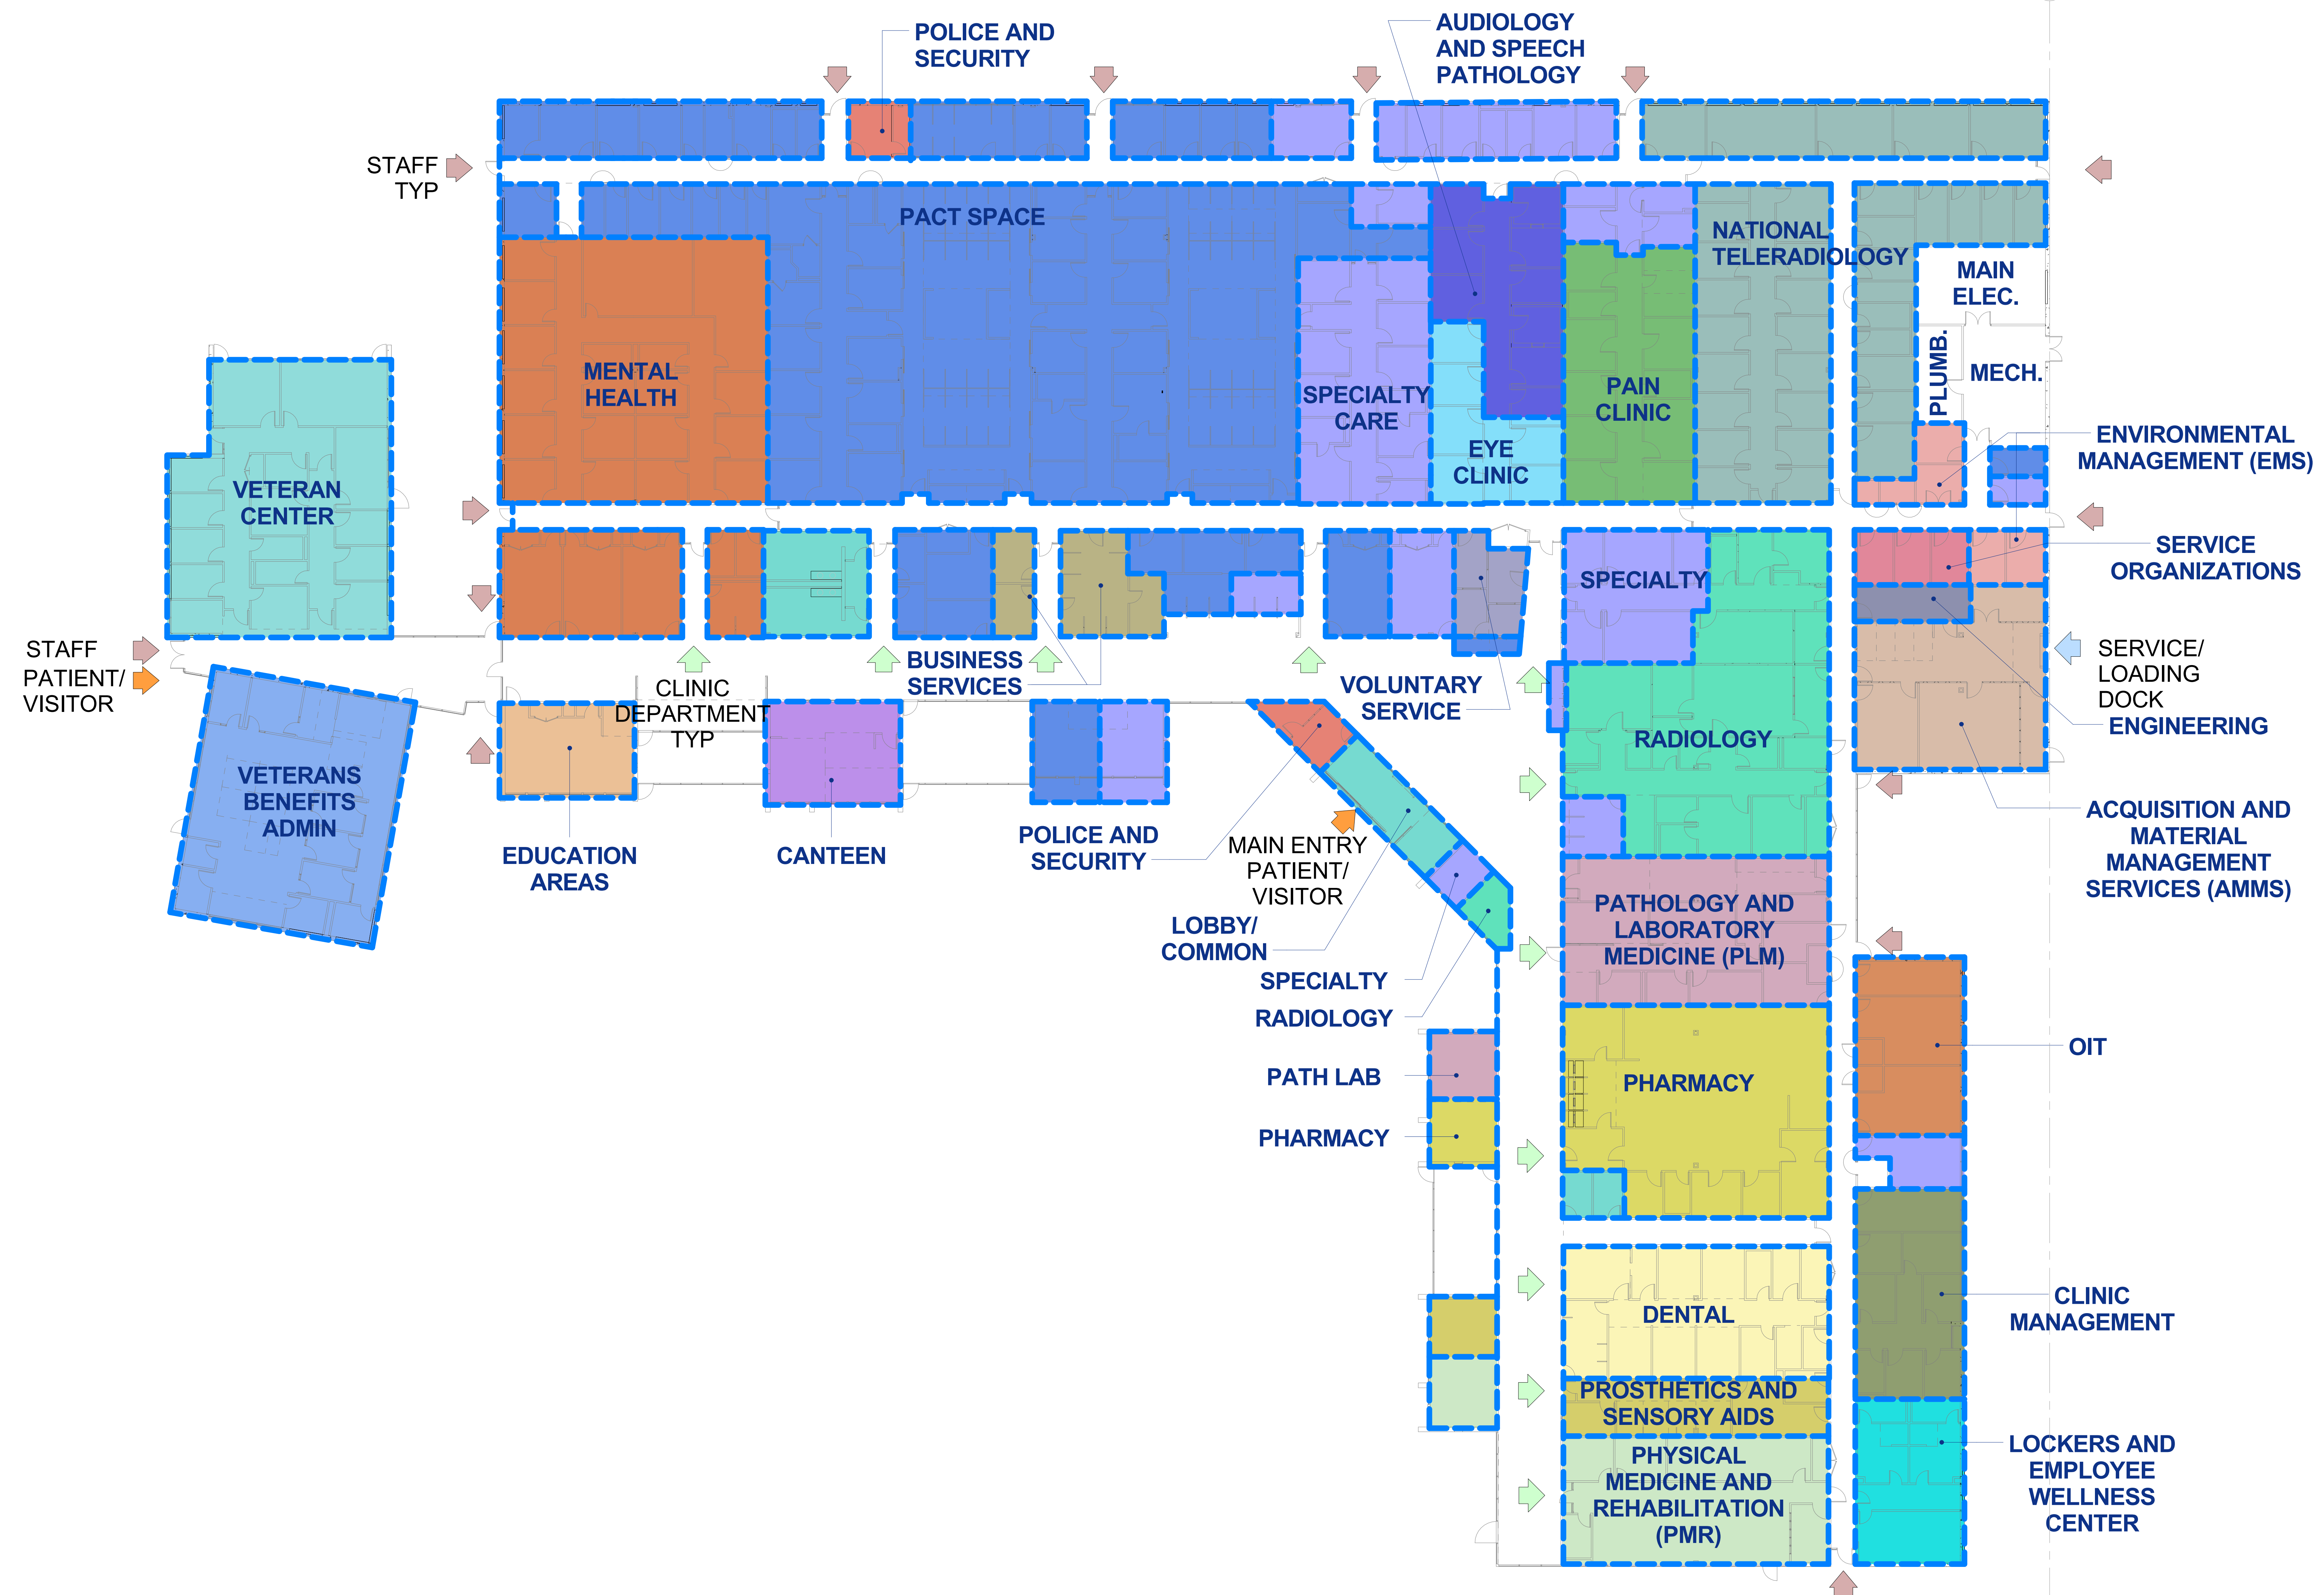 POLICE AND
SECURITY
AUDIOLOGY
AND SPEECH
PATHOLOGY
STAFF
TYP
PACT SPACE
NATIONAL
TELERADIOLOGY
MAIN
ELEC.
PLUMB.
MECH.
MENTAL
HEALTH
SPECIALTY
CARE
EYE
CLINIC
PAIN
CLINIC
ENVIRONMENTAL
MANAGEMENT (EMS)
VETERAN
CENTER
SERVICE
ORGANIZATIONS
SPECIALTY
STAFF
PATIENT/
VISITOR
BUSINESS
SERVICES
CLINIC
DEPARTMENT
TYP
VOLUNTARY
SERVICE
SERVICE/
LOADING
DOCK
ENGINEERING
RADIOLOGY
VETERANS
BENEFITS
ADMIN
EDUCATION
AREAS
CANTEEN
POLICE AND
SECURITY
MAIN ENTRY
PATIENT/
VISITOR
ACQUISITION AND
MATERIAL
MANAGEMENT
SERVICES (AMMS)
LOBBY/
COMMON
PATHOLOGY AND
LABORATORY
MEDICINE (PLM)
SPECIALTY
RADIOLOGY
OIT
PATH LAB
PHARMACY
PHARMACY
DENTAL
CLINIC
MANAGEMENT
PROSTHETICS AND
SENSORY AIDS
PHYSICAL
MEDICINE AND
REHABILITATION
(PMR)
LOCKERS AND
EMPLOYEE
WELLNESS
CENTER